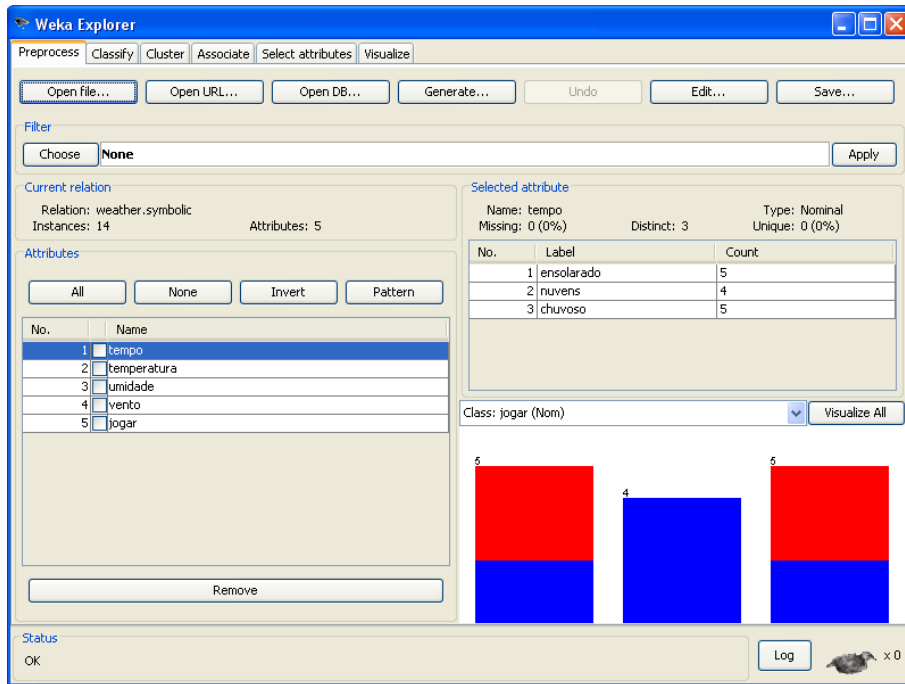 Weka Explorer
Preprocess Classify Cluster Associate Select attributes Visualize
Open file... Open URL... Open DB... Generate... Undo Edit... Save...
Filter
Choose None Apply
Current relation
Relation: weather.symbolic
Instances: 14 Attributes: 5
Attributes
All None Invert Pattern
No. Name
1 tempo
2 temperatura
3 umidade
4 vento
5 jogar
Remove
Selected attribute
Name: tempo Type: Nominal
Missing: 0 (0%) Distinct: 3 Unique: 0 (0%)
No. Label Count
1 ensolarado 5
2 nuvens 4
3 chuvoso 5
Class: jogar (Nom) Visualize All
5 4 5
Status
OK
Log x 0